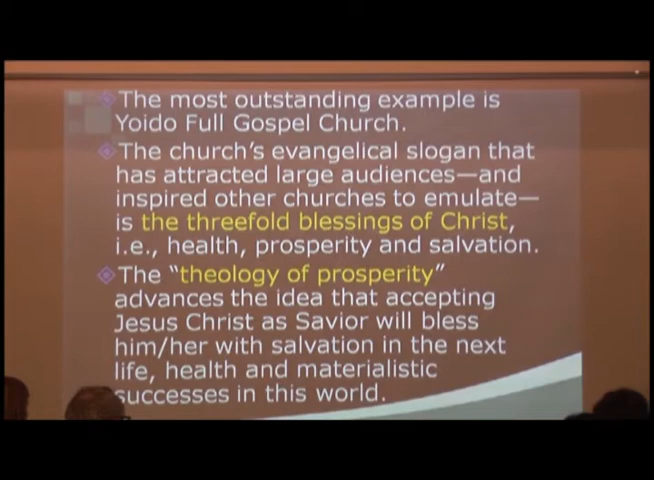 The most outstanding example is
Yoido Full Gospel Church.
The church's evangelical slogan that
has attracted large audiences—and
inspired other churches to emulate—
is the threefold blessings of Christ,
i.e., health, prosperity and salvation.
The “theology of prosperity”
advances the idea that accepting
Jesus Christ as Savior will bless
him/her with salvation in the next
life, health and materialistic
successes in this world.